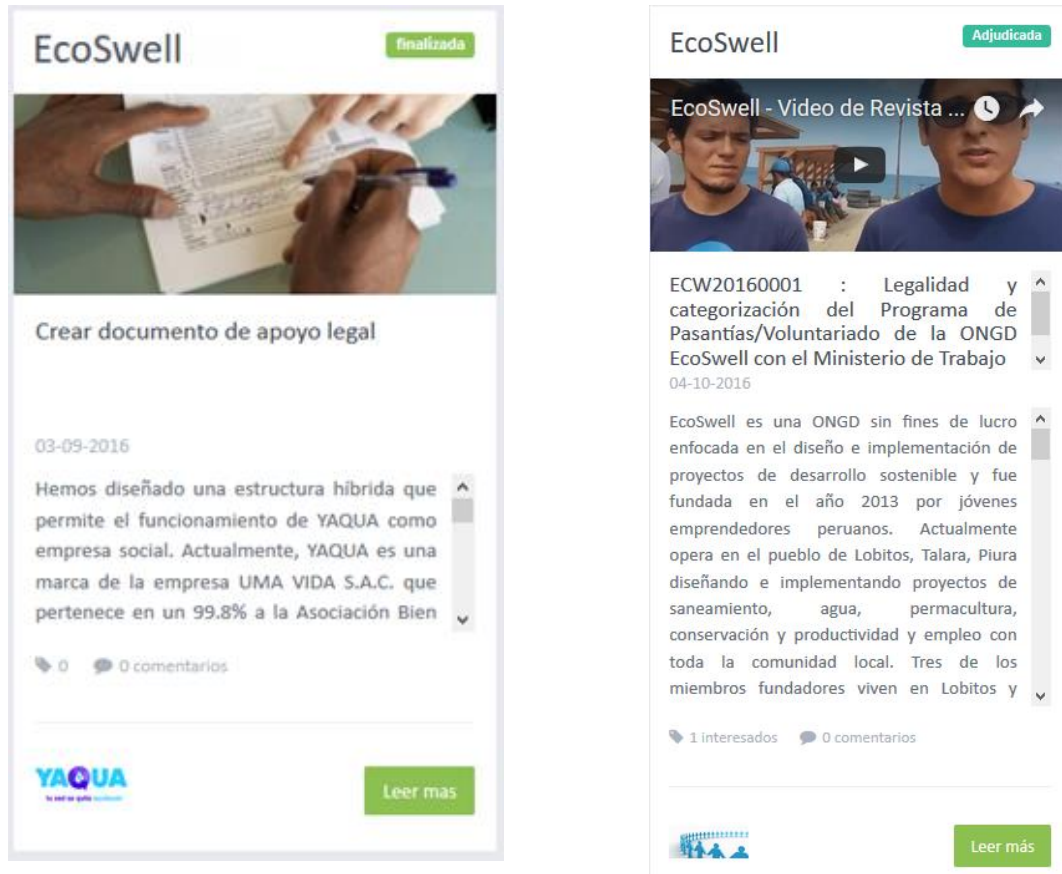 EcoSwell
finalizada
Crear documento de apoyo legal
03-09-2016
Hemos diseñado una estructura híbrida que
permite el funcionamiento de YAQUA como
empresa social. Actualmente, YAQUA es una
marca de la empresa UMA VIDA S.A.C. que
pertenece en un 99.8% a la Asociación Bien
0 0 comentarios
YAQUA
Leer mas
EcoSwell
Adjudicada
EcoSwell - Video de Revista ...
ECW20160001 : Legalidad y
categorización del Programa de
Pasantías/Voluntariado de la ONGD
EcoSwell con el Ministerio de Trabajo
04-10-2016
EcoSwell es una ONGD sin fines de lucro
enfocada en el diseño e implementación de
proyectos de desarrollo sostenible y fue
fundada en el año 2013 por jóvenes
emprendedores peruanos. Actualmente
opera en el pueblo de Lobitos, Talara, Piura
diseñando e implementando proyectos de
saneamiento, agua, permacultura,
conservación y productividad y empleo con
toda la comunidad local. Tres de los
miembros fundadores viven en Lobitos y
1 interesados 0 comentarios
Leer más